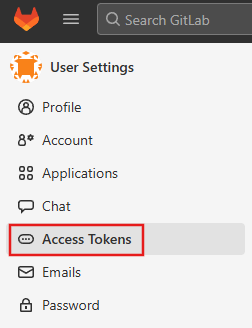 Search GitLab
User Settings
Profile
Account
Applications
Chat
Access Tokens
Emails
Password